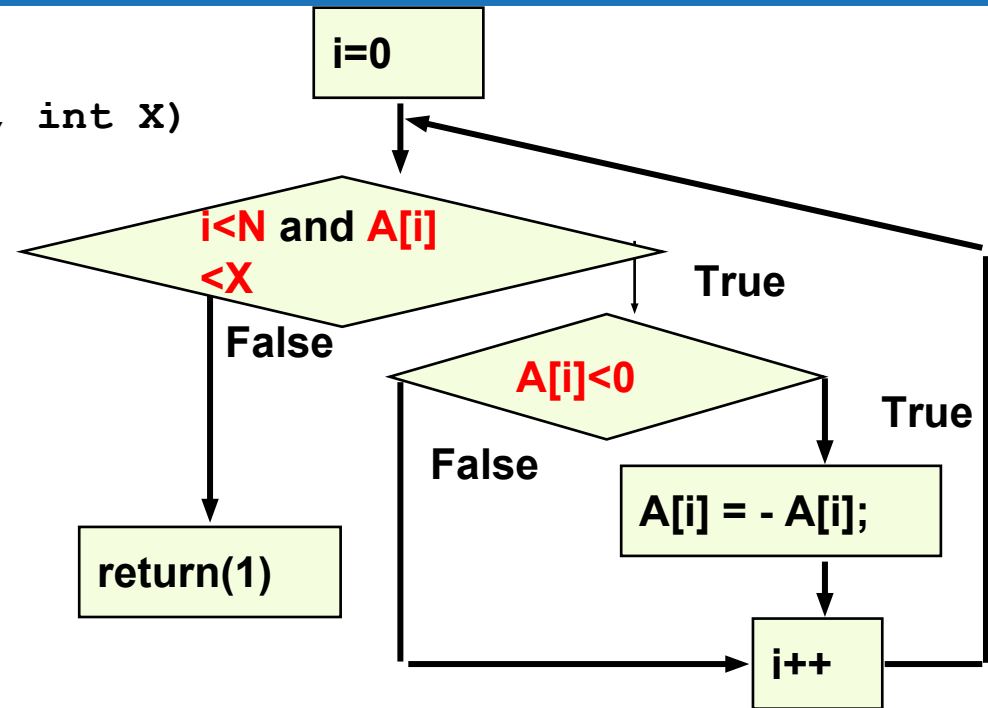 i=0
, int X)
i<N and A[i]
<X
True
False
A[i]<0
True
False
A[i] = - A[i];
return(1)
i++